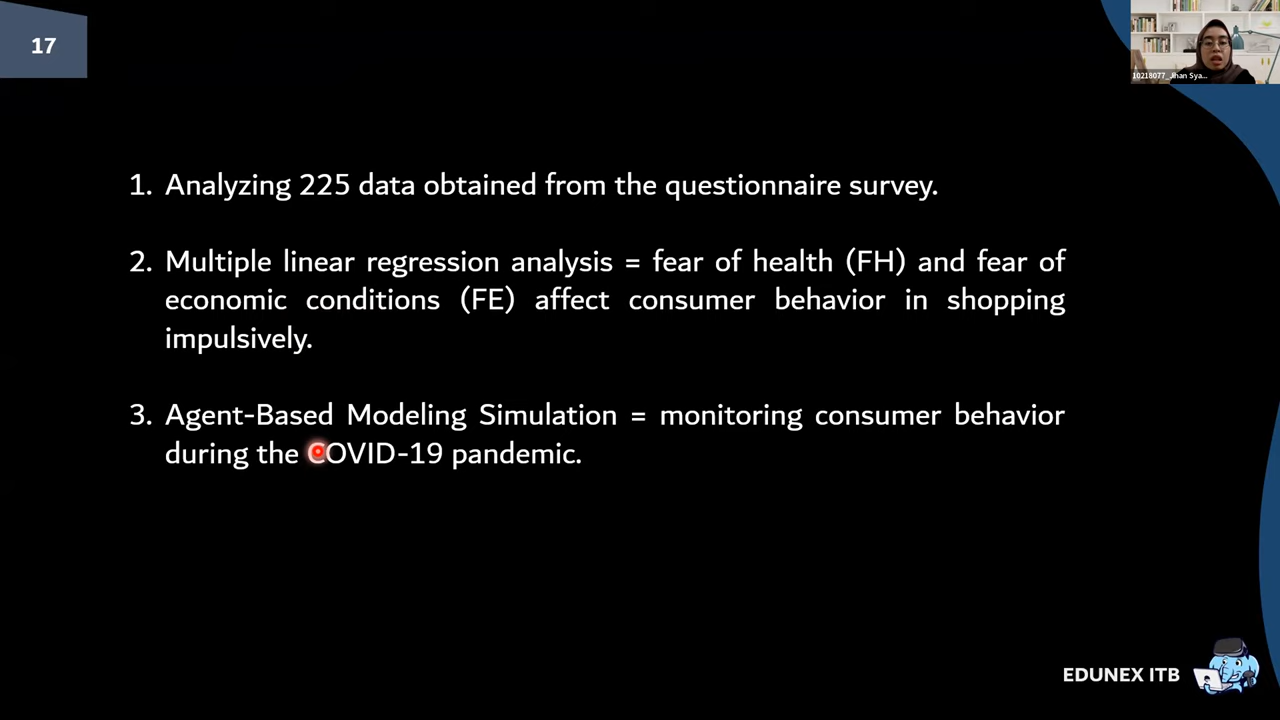 17
10218077_Jihan Sya...
1. Analyzing 225 data obtained from the questionnaire survey.
2. Multiple linear regression analysis = fear of health (FH) and fear of
economic conditions (FE) affect consumer behavior in shopping
impulsively.
3. Agent-Based Modeling Simulation = monitoring consumer behavior
during the COVID-19 pandemic.
EDUNEX ITB